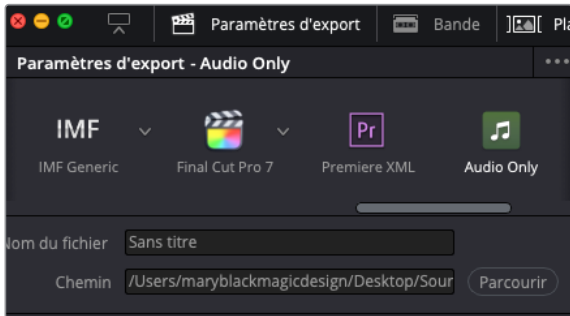 Paramètres d'export Bande
Paramètres d'export - Audio Only
IMF Pr
IMF Generic Final Cut Pro 7 Premiere XML Audio Only
Nom du fichier Sans titre
Chemin /Users/maryblackmagicdesign/Desktop/Sour Parcourir